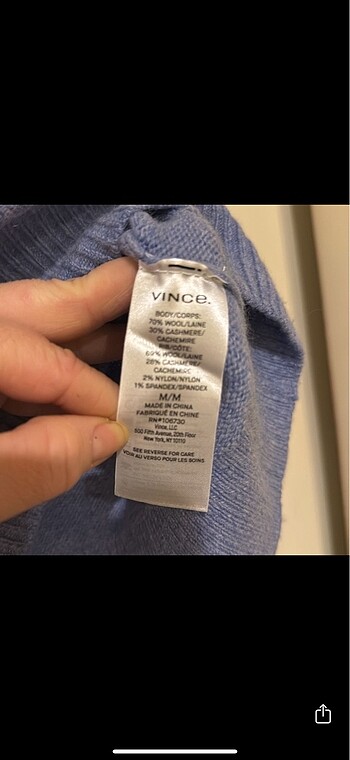 VINCE.
BODY/CORPS:
70% WOOL/LAINE
30% CASHMERE/
CACHEMIRE
RIB/CÔTE:
69% WOOL/LAINE
28% CASHMERE/
CACHEMIRE
2% NYLON/NYLON
1% SPANDEX/SPANDEX
M/M
MADE IN CHINA
FABRIQUÉ EN CHINE
RN#106730
Vince, LLC
500 Fifth Avenue, 20th Floor
New York, NY 10110
SEE REVERSE FOR CARE
VOIR AU VERSO POUR LES SOINS